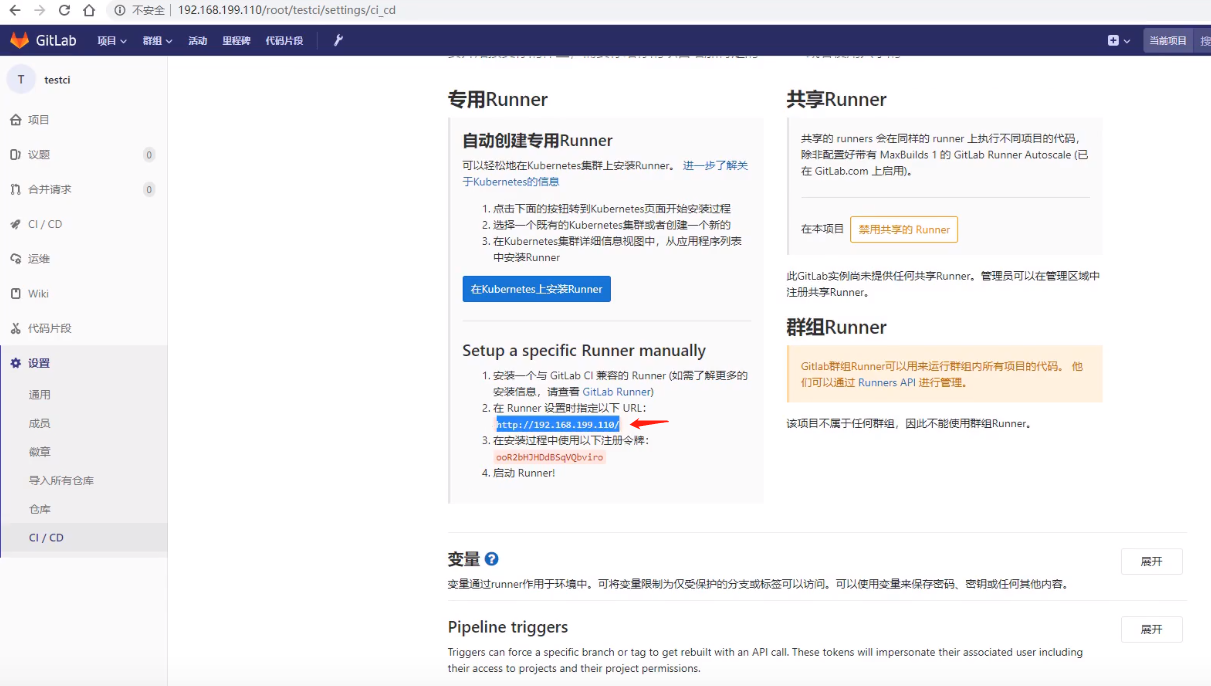 不安全 | 192.168.199.110/root/testci/settings/ci_cd
GitLab 项目 群组 活动 里程碑 代码片段 当前项目 搜
T testci
项目
议题 0
合并请求 0
CI / CD
运维
Wiki
代码片段
设置
通用
成员
徽章
导入所有仓库
仓库
CI / CD
专用Runner
自动创建专用Runner
可以轻松地在Kubernetes集群上安装Runner。 进一步了解关
于Kubernetes的信息
1. 点击下面的按钮转到Kubernetes页面开始安装过程
2. 选择一个既有的Kubernetes集群或者创建一个新的
3. 在Kubernetes集群详细信息视图中，从应用程序列表
中安装Runner
在Kubernetes上安装Runner
Setup a specific Runner manually
1. 安装一个与 GitLab CI 兼容的 Runner (如需了解更多的
安装信息，请查看 GitLab Runner)
2. 在 Runner 设置时指定以下 URL：
http://192.168.199.110/
3. 在安装过程中使用以下注册令牌：
ooR2bHJHDdBSqVQbviro
4. 启动 Runner!
共享Runner
共享的 runners 会在同样的 runner 上执行不同项目的代码，
除非配置好带有 MaxBuilds 1 的 GitLab Runner Autoscale (已
在 GitLab.com 上启用)。
在本项目 禁用共享的 Runner
此GitLab实例尚未提供任何共享Runner。管理员可以在管理区域中
注册共享Runner。
群组Runner
Gitlab群组Runner可以用来运行群组内所有项目的代码。 他
们可以通过 Runners API 进行管理。
该项目不属于任何群组，因此不能使用群组Runner。
变量
展开
变量通过runner作用于环境中。可将变量限制为仅受保护的分支或标签可以访问。可以使用变量来保存密码、密钥或任何其他内容。
Pipeline triggers
展开
Triggers can force a specific branch or tag to get rebuilt with an API call. These tokens will impersonate their associated user including
their access to projects and their project permissions.